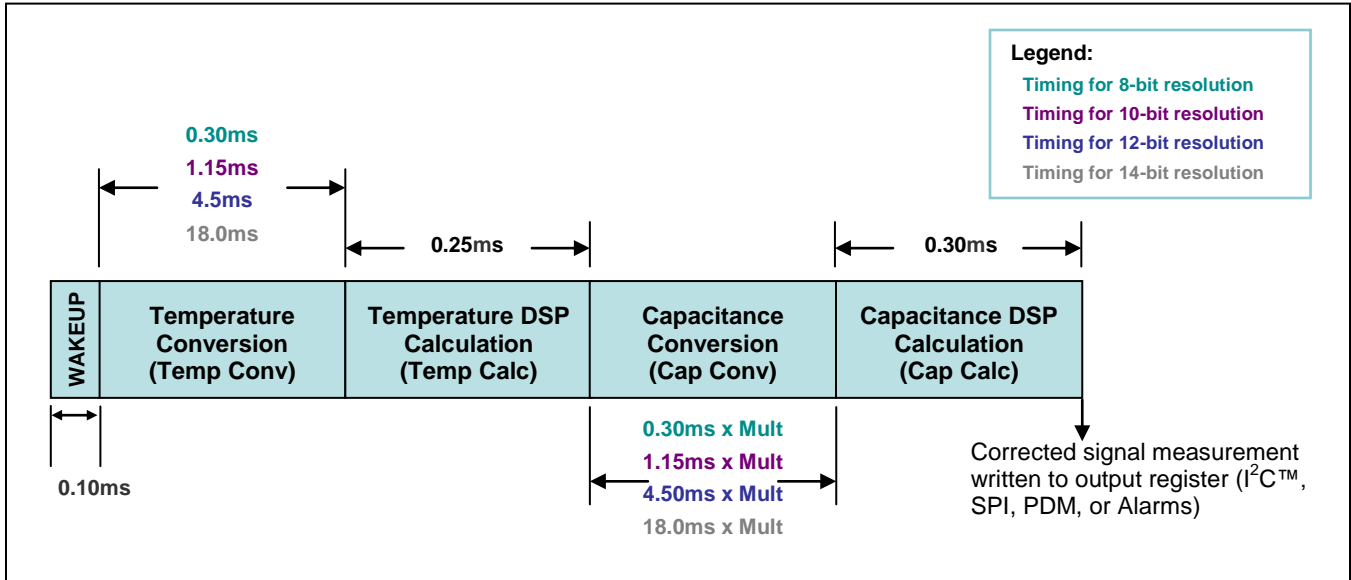 Legend:
Timing for 8-bit resolution
Timing for 10-bit resolution
Timing for 12-bit resolution
Timing for 14-bit resolution
0.30ms
1.15ms
4.5ms
18.0ms
0.25ms
0.30ms
WAKEUP
Temperature
Conversion
(Temp Conv)
Temperature DSP
Calculation
(Temp Calc)
Capacitance
Conversion
(Cap Conv)
Capacitance DSP
Calculation
(Cap Calc)
0.10ms
0.30ms x Mult
1.15ms x Mult
4.50ms x Mult
18.0ms x Mult
Corrected signal measurement
written to output register (I²C™,
SPI, PDM, or Alarms)